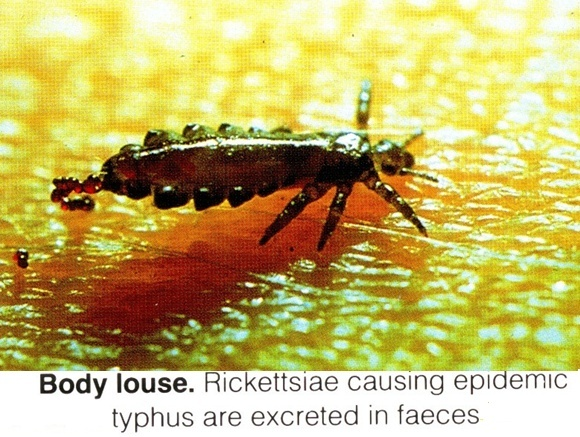 Body louse. Rickettsiae causing epidemic
typhus are excreted in faeces